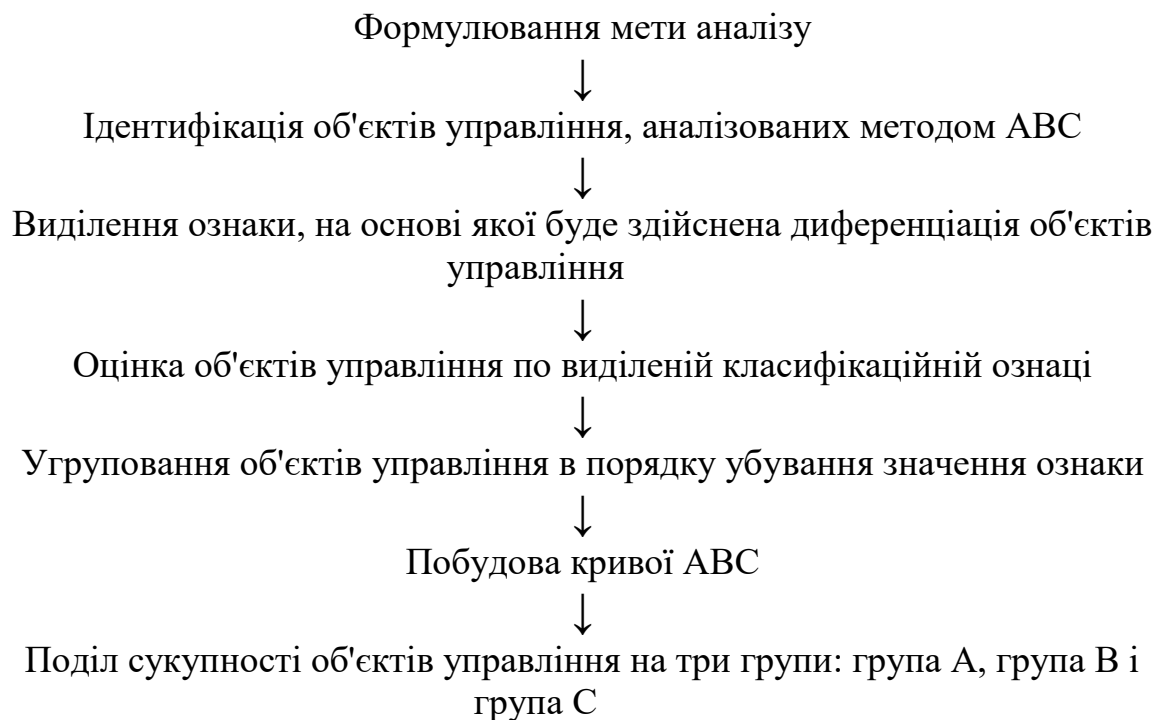 Формулювання мети аналізу
↓
Ідентифікація об'єктів управління, аналізованих методом АВС
↓
Виділення ознаки, на основі якої буде здійснена диференціація об'єктів
управління
↓
Оцінка об'єктів управління по виділеній класифікаційній ознаці
↓
Угруповання об'єктів управління в порядку убування значення ознаки
↓
Побудова кривої АВС
↓
Поділ сукупності об'єктів управління на три групи: група А, група В і
група С